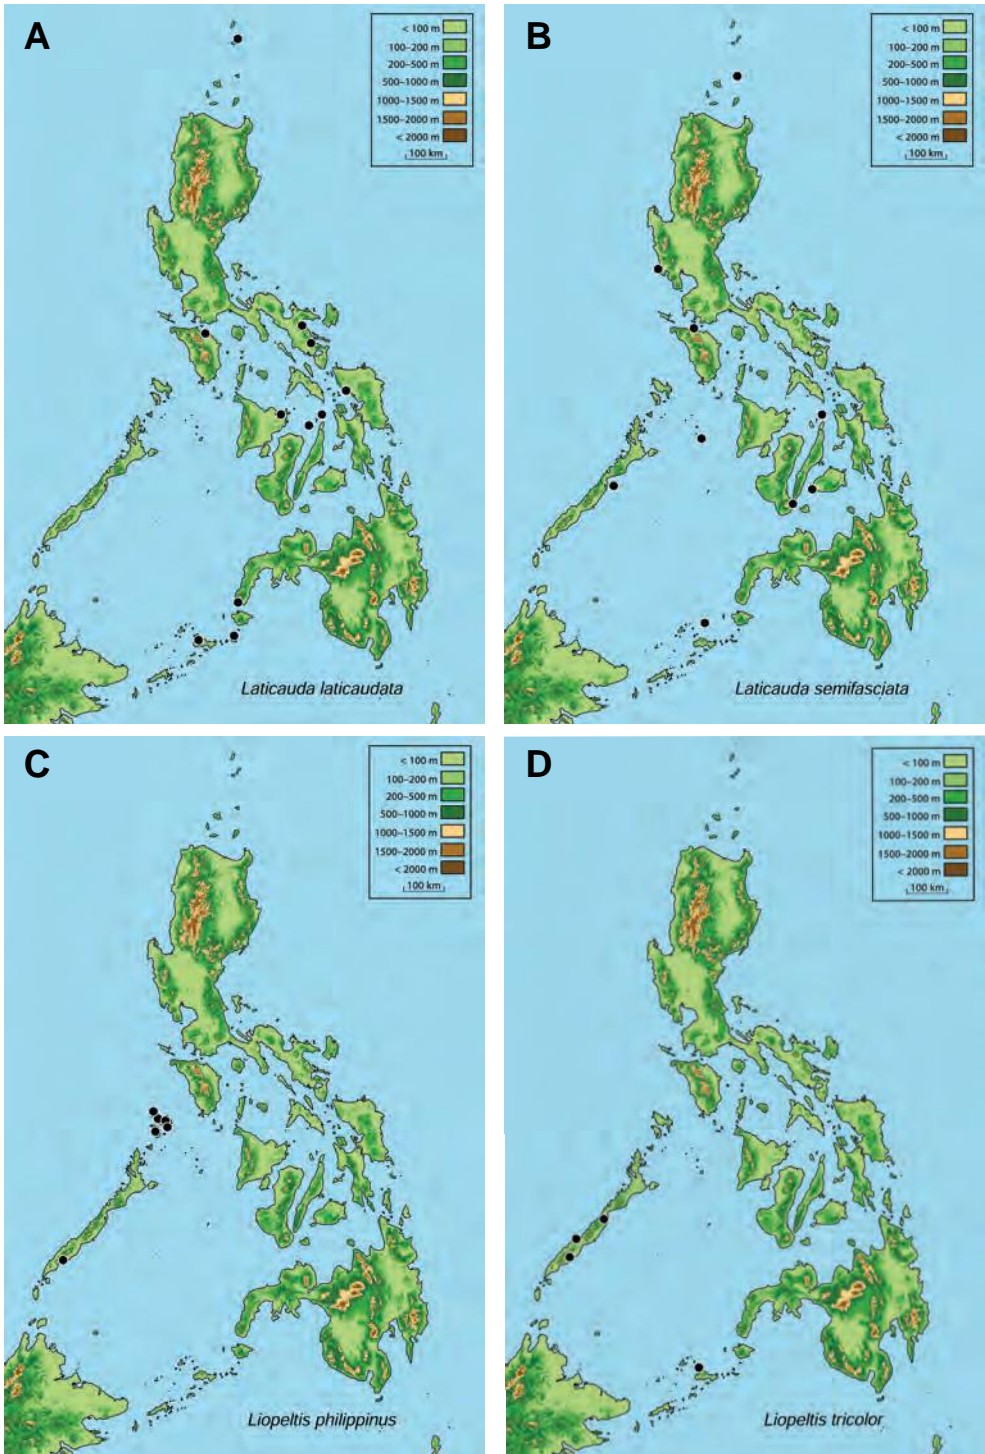 A
< 100 m
100–200 m
200–500 m
500–1000 m
1000–1500 m
1500–2000 m
< 2000 m
100 km
Laticauda laticaudata
B
< 100 m
100–200 m
200–500 m
500–1000 m
1000–1500 m
1500–2000 m
< 2000 m
100 km
Laticauda semifasciata
C
< 100 m
100–200 m
200–500 m
500–1000 m
1000–1500 m
1500–2000 m
< 2000 m
100 km
Liopeltis philippinus
D
< 100 m
100–200 m
200–500 m
500–1000 m
1000–1500 m
1500–2000 m
< 2000 m
100 km
Liopeltis tricolor